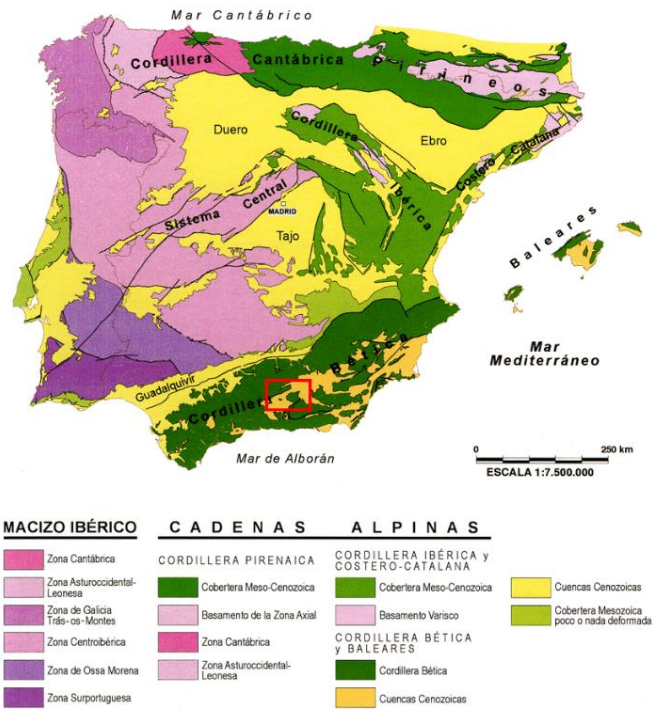 Mar Cantábrico
Cordillera Cantábrica
Pirineos
Duero
Cordillera
Ibérica
Ebro
Costero Catalana
Sistema Central
MADRID
Tajo
Baleares
Mar
Mediterráneo
Guadalquivir
Cordillera Bética
Mar de Alborán
0 250 km
ESCALA 1:7.500.000
MACIZO IBÉRICO
Zona Cantábrica
Zona Asturoccidental-
Leonesa
Zona de Galicia
Trás-os-Montes
Zona Centroibérica
Zona de Ossa Morena
Zona Surportuguesa
CADENAS ALPINAS
CORDILLERA PIRENAICA
Cobertera Meso-Cenozoica
Basamento de la Zona Axial
Zona Cantábrica
Zona Asturoccidental-
Leonesa
CORDILLERA IBÉRICA y
COSTERO-CATALANA
Cobertera Meso-Cenozoica
Basamento Varisco
CORDILLERA BÉTICA
y BALEARES
Cordillera Bética
Cuencas Cenozoicas
Cuencas Cenozoicas
Cobertera Mesozoica
poco o nada deformada